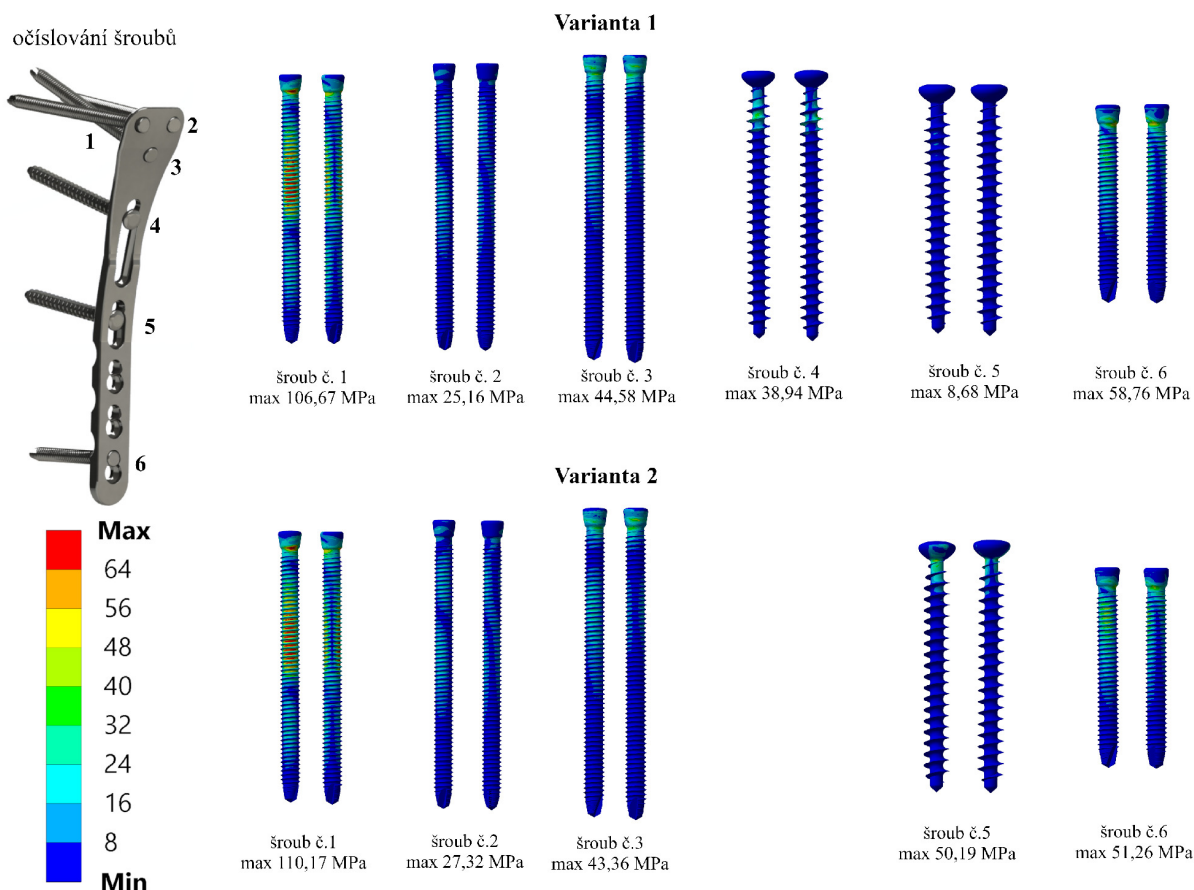 Varianta 1
očíslování šroubů
1
2
3
4
5
6
šroub č. 1
max 106,67 MPa
šroub č. 2
max 25,16 MPa
šroub č. 3
max 44,58 MPa
šroub č. 4
max 38,94 MPa
šroub č. 5
max 8,68 MPa
šroub č. 6
max 58,76 MPa
Varianta 2
Max
64
56
48
40
32
24
16
8
Min
šroub č.1
max 110,17 MPa
šroub č.2
max 27,32 MPa
šroub č.3
max 43,36 MPa
šroub č.5
max 50,19 MPa
šroub č.6
max 51,26 MPa